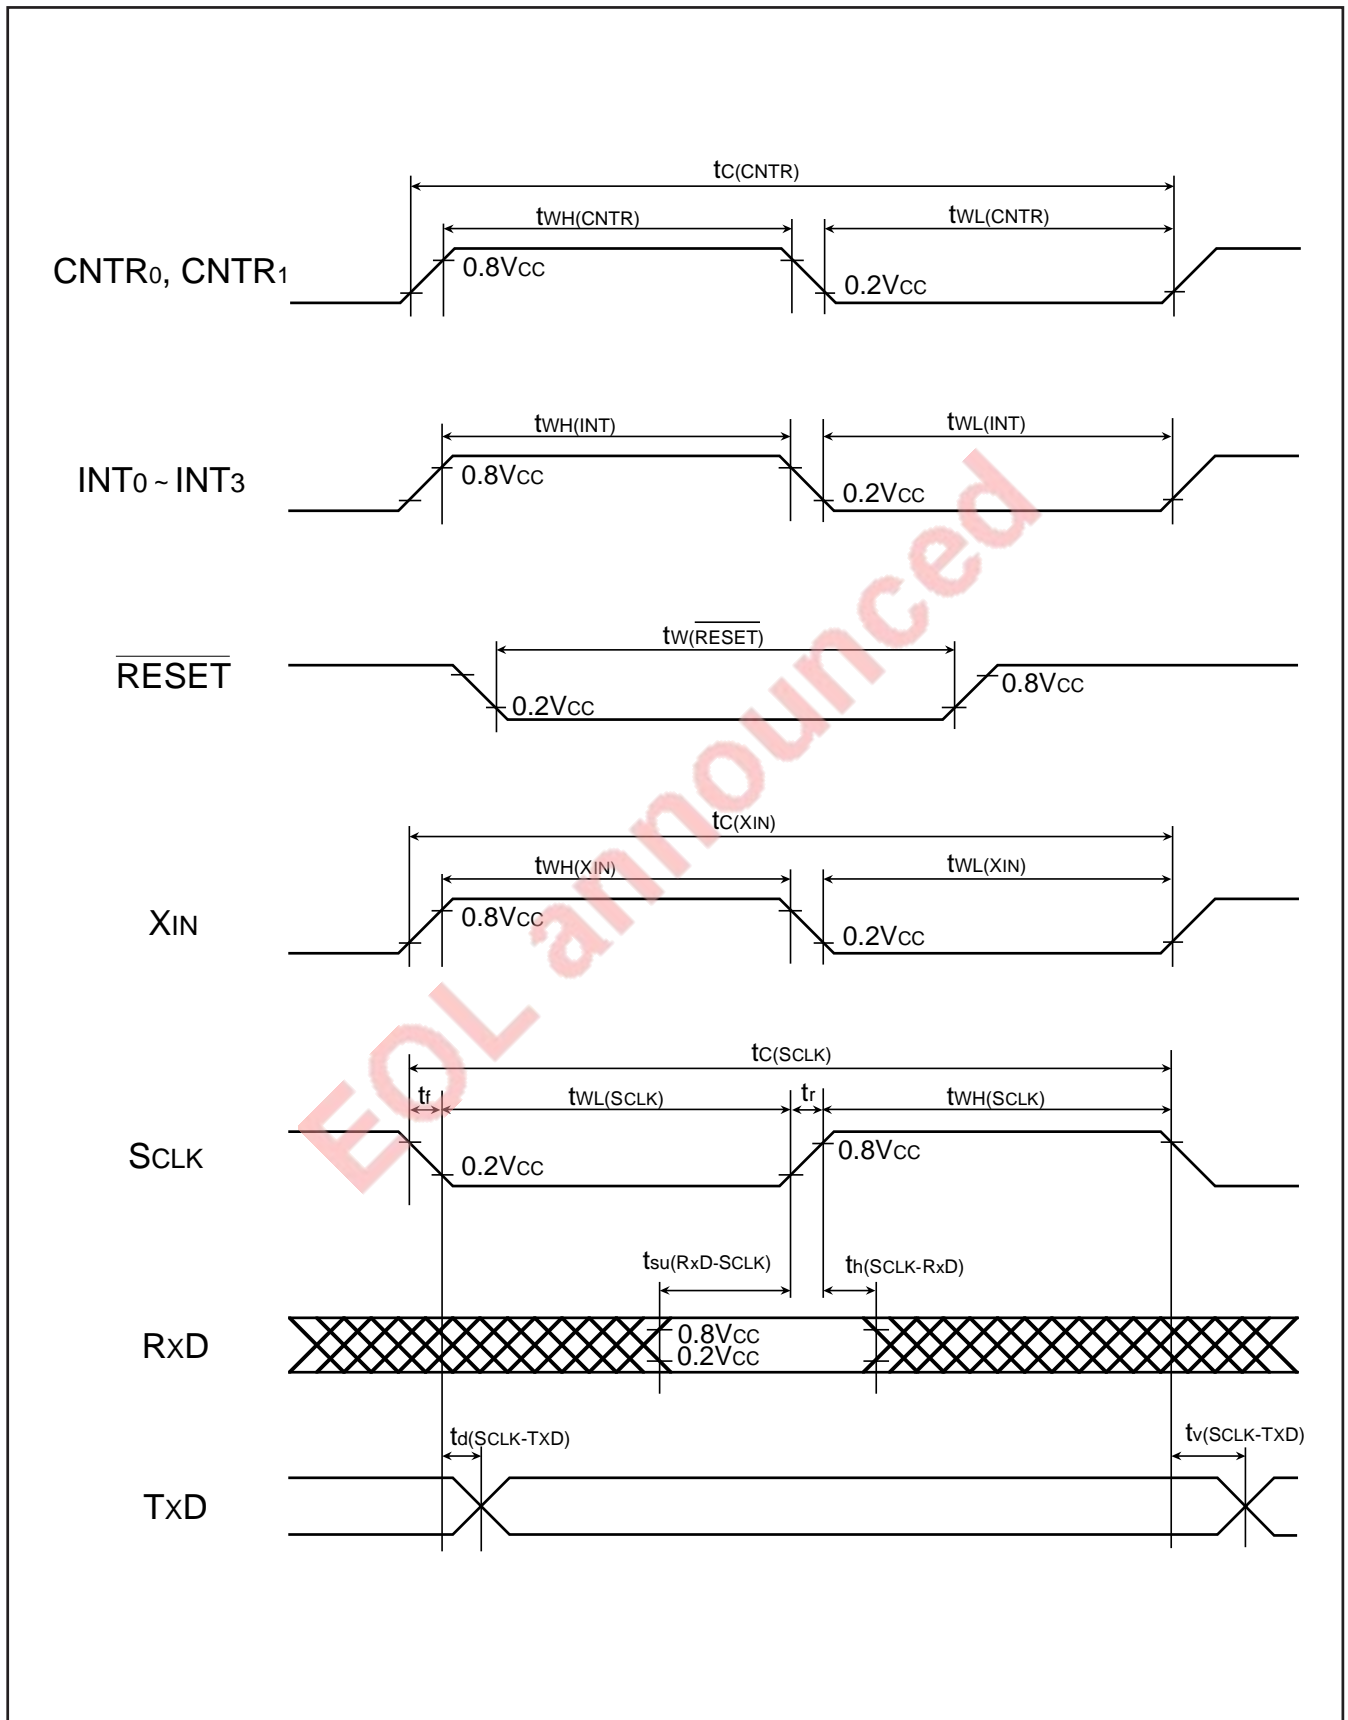 tC(CNTR)
tWH(CNTR)
tWL(CNTR)
CNTR0, CNTR1
0.8VCC
0.2VCC
tWH(INT)
tWL(INT)
INT0 ~ INT3
0.8VCC
0.2VCC
tW(RESET)
RESET
0.2VCC
0.8VCC
tC(XIN)
tWH(XIN)
tWL(XIN)
XIN
0.8VCC
0.2VCC
tC(SCLK)
tf
tWL(SCLK)
tr
tWH(SCLK)
SCLK
0.2VCC
0.8VCC
tsu(RxD-SCLK)
th(SCLK-RxD)
RXD
0.8VCC
0.2VCC
td(SCLK-TXD)
tv(SCLK-TXD)
TXD
EOL announced